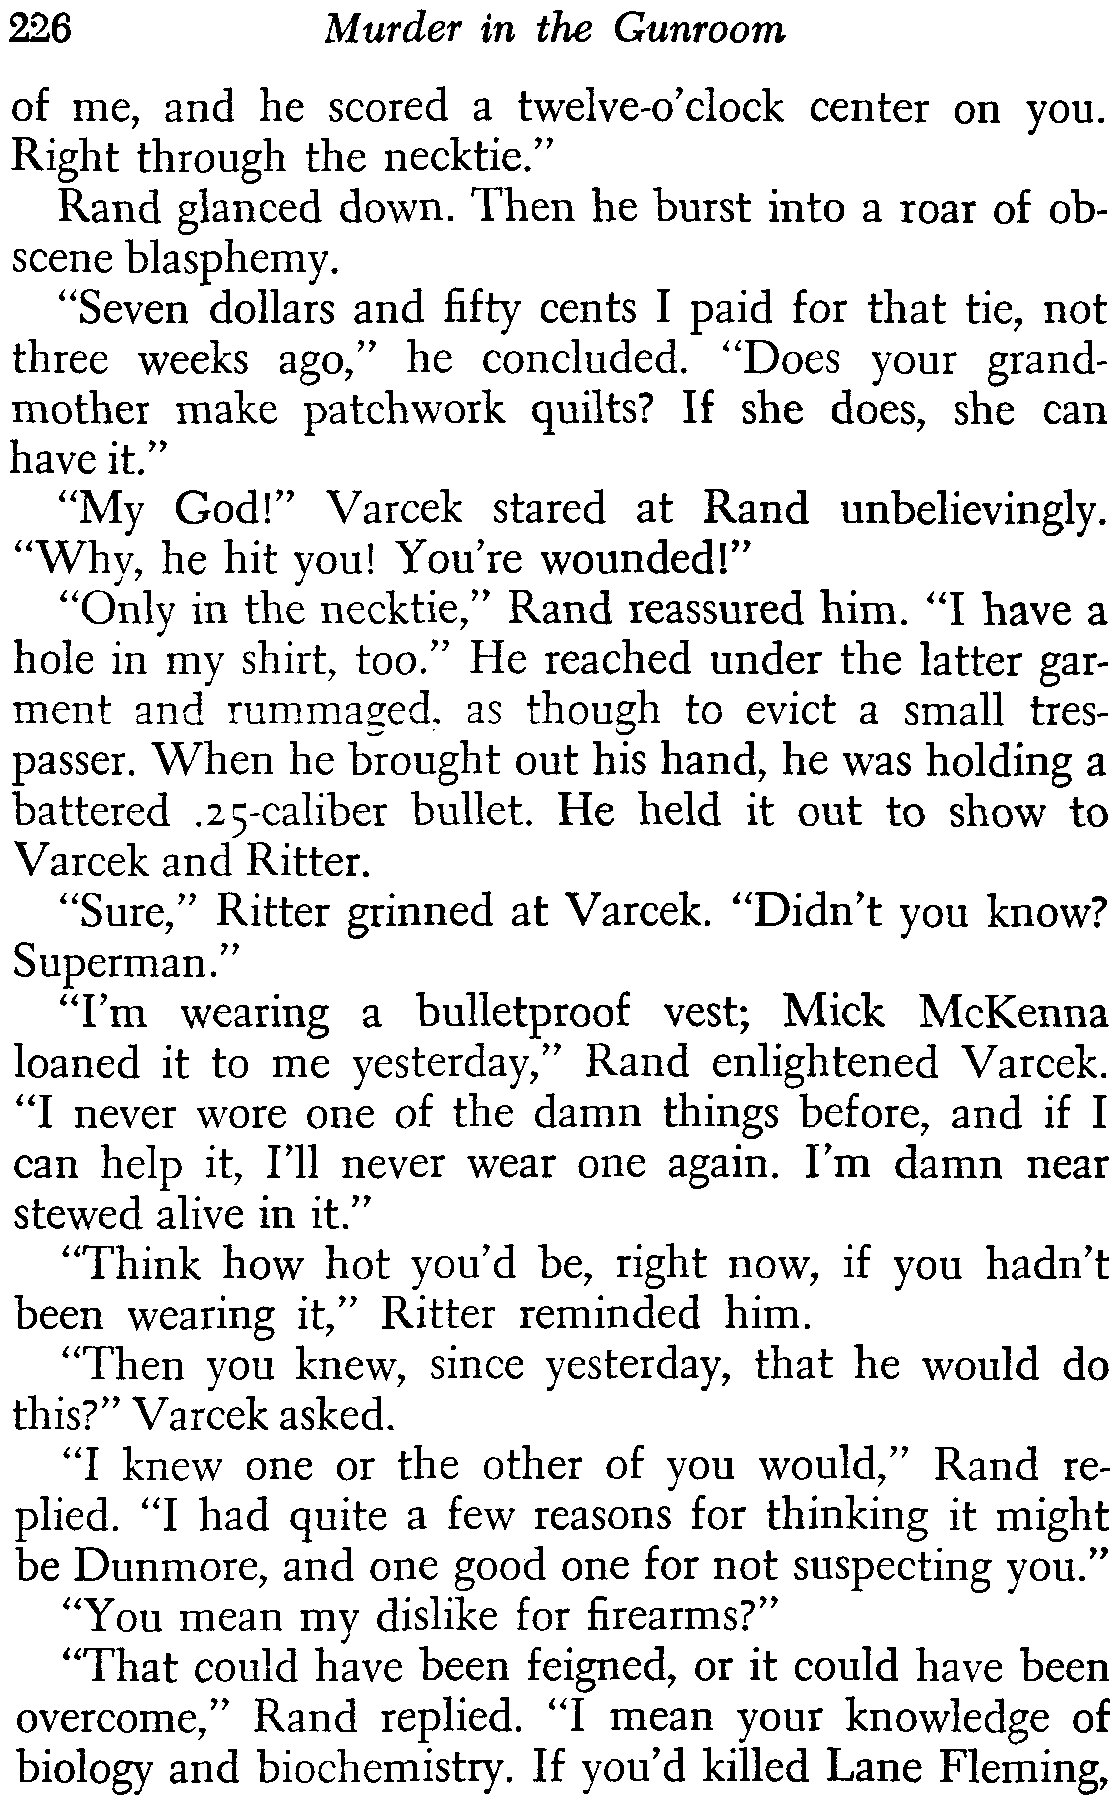 226 Murder in the Gunroom
of me, and he scored a twelve-o'clock center on you.
Right through the necktie."
Rand glanced down. Then he burst into a roar of ob-
scene blasphemy.
"Seven dollars and fifty cents I paid for that tie, not
three weeks ago," he concluded. "Does your grand-
mother make patchwork quilts? If she does, she can
have it."
"My God!" Varcek stared at Rand unbelievingly.
"Why, he hit you! You're wounded!"
"Only in the necktie," Rand reassured him. "I have a
hole in my shirt, too." He reached under the latter gar-
ment and rummaged, as though to evict a small tres-
passer. When he brought out his hand, he was holding a
battered .25-caliber bullet. He held it out to show to
Varcek and Ritter.
"Sure," Ritter grinned at Varcek. "Didn't you know?
Superman."
"I'm wearing a bulletproof vest; Mick McKenna
loaned it to me yesterday," Rand enlightened Varcek.
"I never wore one of the damn things before, and if I
can help it, I'll never wear one again. I'm damn near
stewed alive in it."
"Think how hot you'd be, right now, if you hadn't
been wearing it," Ritter reminded him.
"Then you knew, since yesterday, that he would do
this?" Varcek asked.
"I knew one or the other of you would," Rand re-
plied. "I had quite a few reasons for thinking it might
be Dunmore, and one good one for not suspecting you."
"You mean my dislike for firearms?"
"That could have been feigned, or it could have been
overcome," Rand replied. "I mean your knowledge of
biology and biochemistry. If you'd killed Lane Fleming,